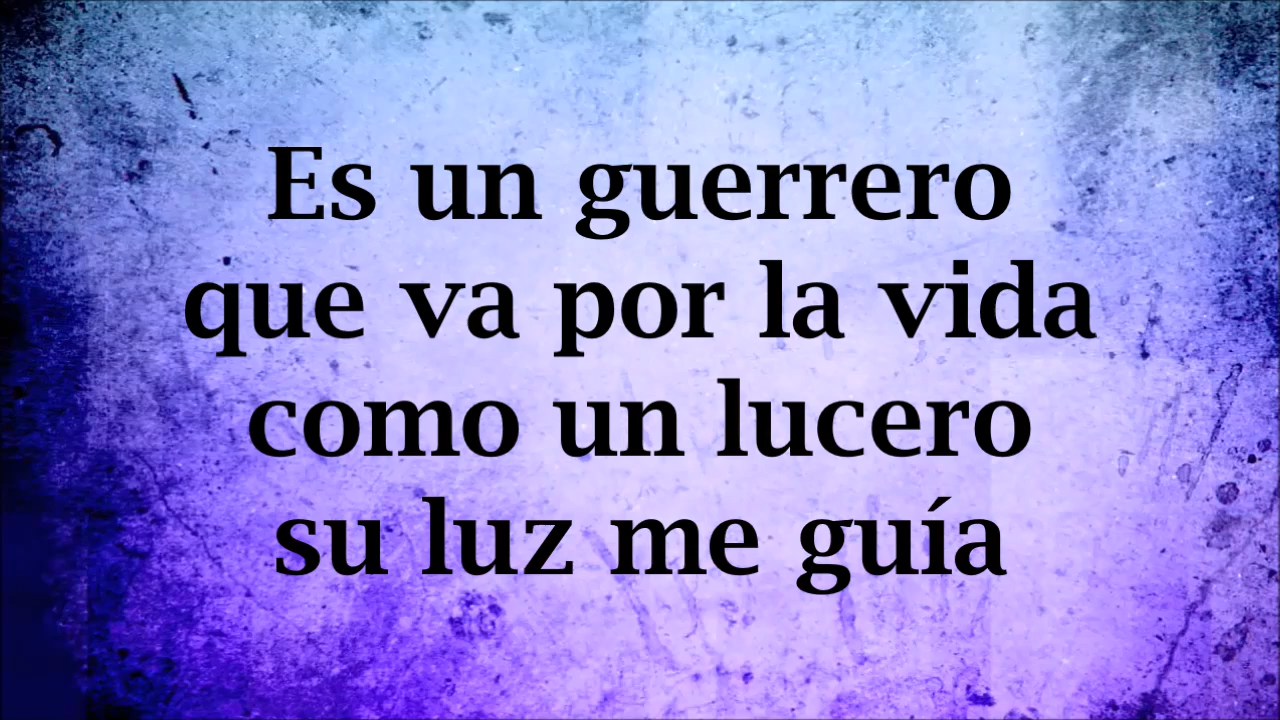 Es un guerrero
que va por la vida
como un lucero
su luz me guía